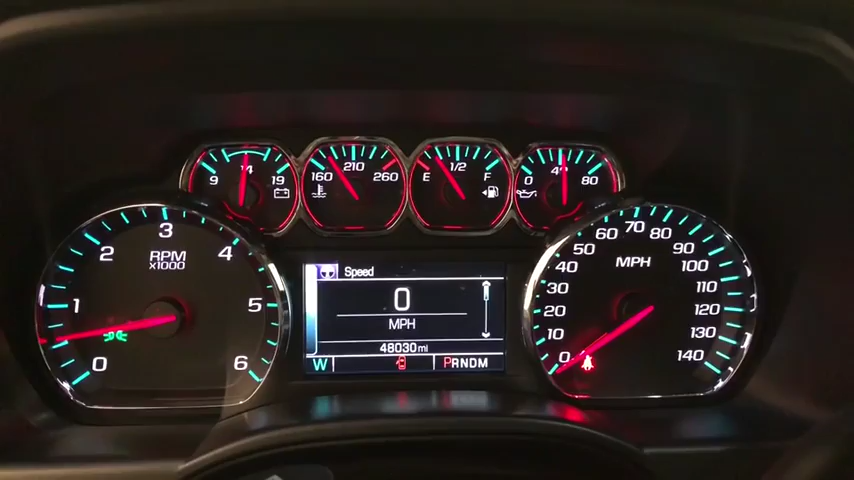 9 14 19
160 210 260
E 1/2 F
0 40 80
0 1 2 3 4 5 6
RPM
x1000
Speed
0
MPH
48030 mi
W PRNDM
0 10 20 30 40 50 60 70 80 90 100 110 120 130 140
MPH